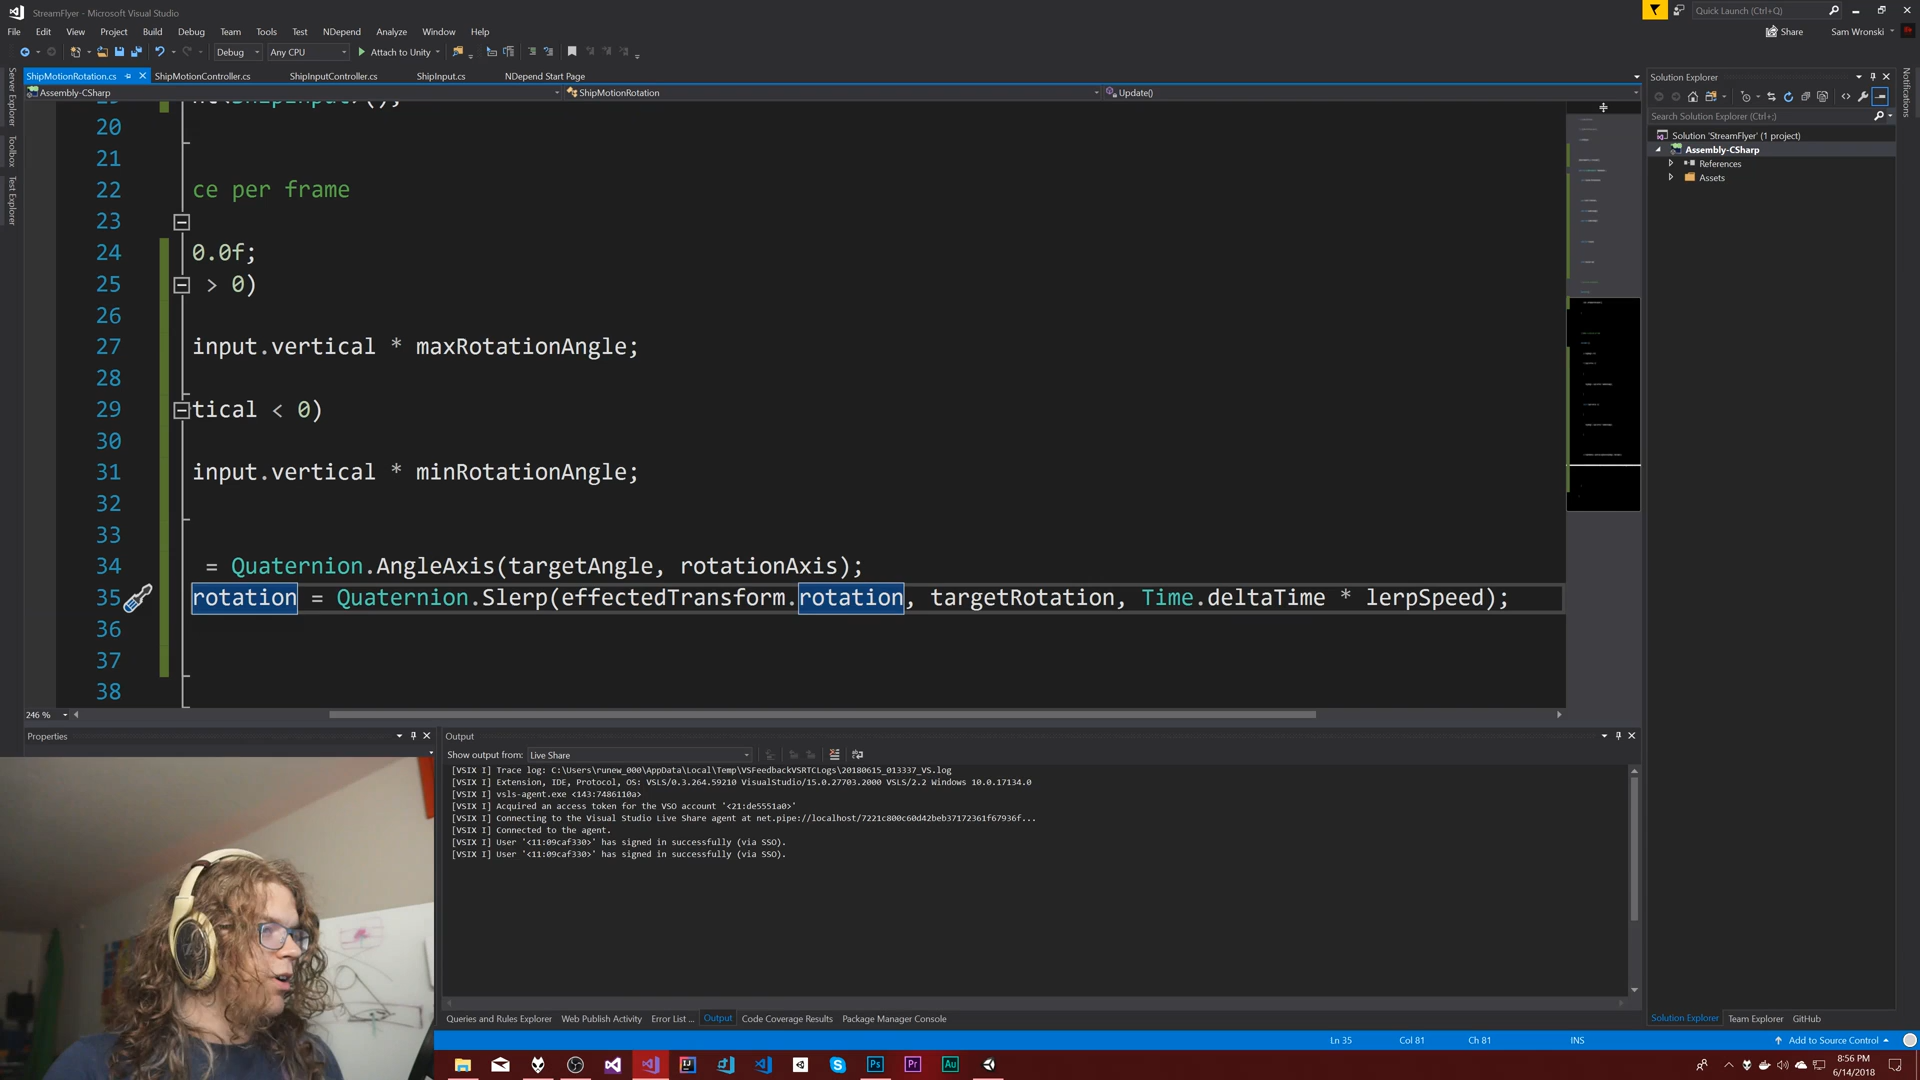 StreamFlyer - Microsoft Visual Studio
Quick Launch (Ctrl+Q)
File Edit View Project Build Debug Team Tools Test NDepend Analyze Window Help
Share
Sam Wronski
Debug Any CPU Attach to Unity
ShipMotionRotation.cs ShipMotionController.cs ShipInputController.cs ShipInput.cs NDepend Start Page
Assembly-CSharp ShipMotionRotation Update()
Server Explorer
Toolbox
Test Explorer
20
21
22 ce per frame
23
24 0.0f;
25 > 0)
26
27 input.vertical * maxRotationAngle;
28
29 tical < 0)
30
31 input.vertical * minRotationAngle;
32
33
34 = Quaternion.AngleAxis(targetAngle, rotationAxis);
35 rotation = Quaternion.Slerp(effectedTransform.rotation, targetRotation, Time.deltaTime * lerpSpeed);
36
37
38
246 %
Solution Explorer
Search Solution Explorer (Ctrl+;)
Solution 'StreamFlyer' (1 project)
Assembly-CSharp
References
Assets
Notifications
Properties
Output
Show output from: Live Share
[VSIX I] Trace log: C:\Users\runew_000\AppData\Local\Temp\VSFeedbackVSRTCLogs\20180615_013337_VS.log
[VSIX I] Extension, IDE, Protocol, OS: VSLS/0.3.264.59210 VisualStudio/15.0.27703.2000 VSLS/2.2 Windows 10.0.17134.0
[VSIX I] vsls-agent.exe <143:7486110a>
[VSIX I] Acquired an access token for the VSO account '<21:de5551a0>'
[VSIX I] Connecting to the Visual Studio Live Share agent at net.pipe://localhost/7221c800c60d42beb37172361f67936f...
[VSIX I] Connected to the agent.
[VSIX I] User '<11:09caf330>' has signed in successfully (via SSO).
[VSIX I] User '<11:09caf330>' has signed in successfully (via SSO).
Queries and Rules Explorer Web Publish Activity Error List ... Output Code Coverage Results Package Manager Console
Solution Explorer Team Explorer GitHub
Ln 35 Col 81 Ch 81 INS Add to Source Control
Ps Pr Au
8:56 PM
6/14/2018